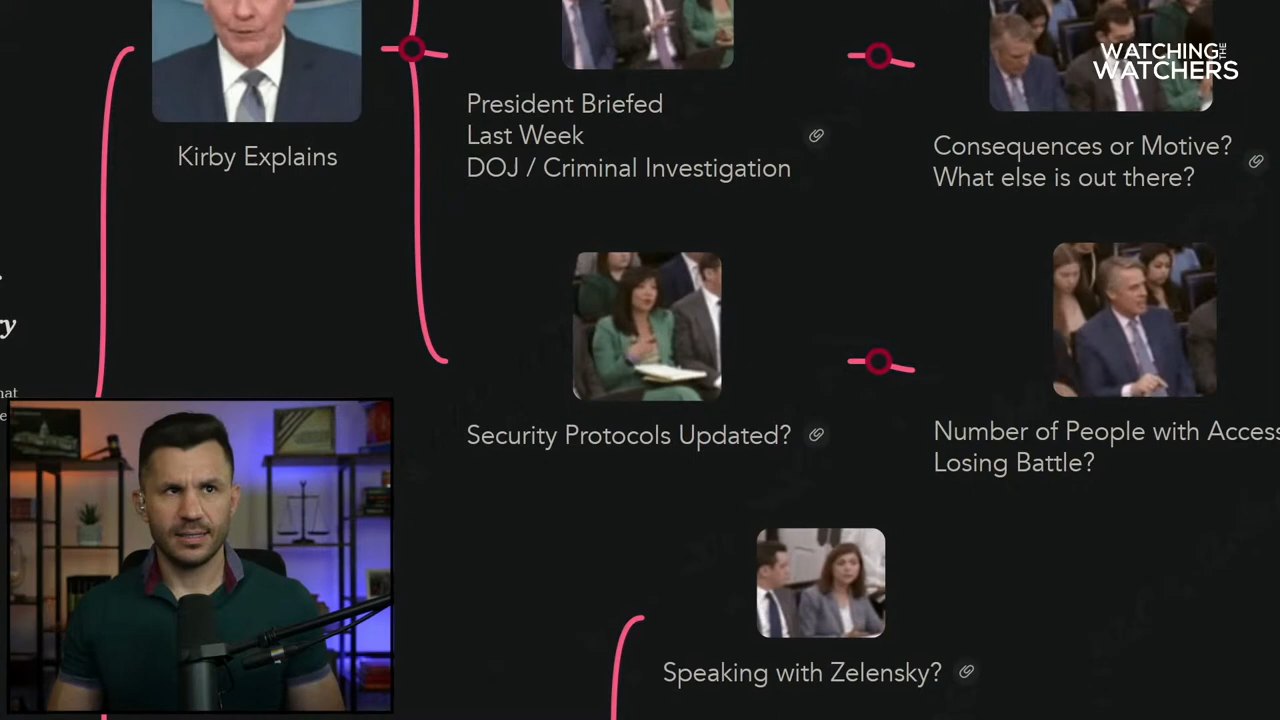 WATCHING THE
WATCHERS
President Briefed
Last Week
DOJ / Criminal Investigation
Consequences or Motive?
What else is out there?
Kirby Explains
Security Protocols Updated?
Number of People with Access
Losing Battle?
Speaking with Zelensky?